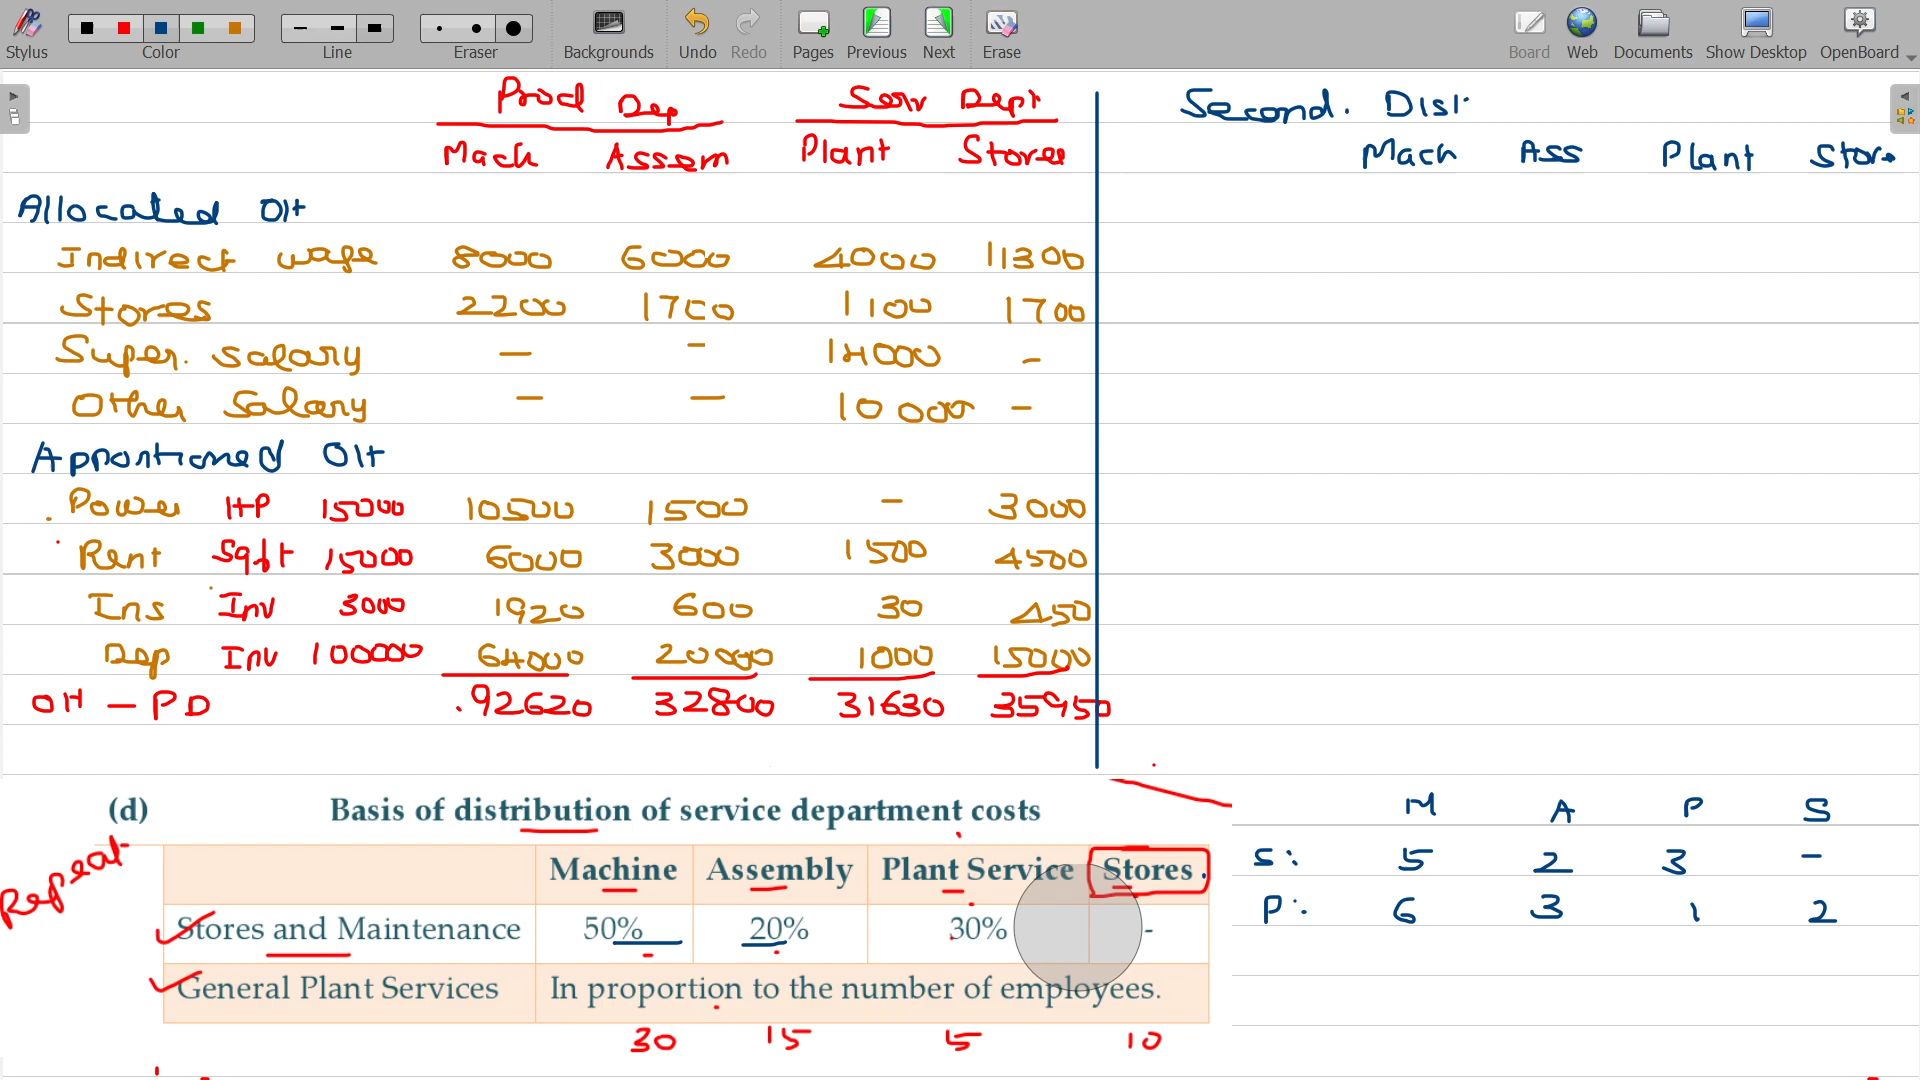 Stylus Color Line Eraser Backgrounds Undo Redo Pages Previous Next Erase Board Web Documents Show Desktop OpenBoard
Prod Dep Serv Dept Second. Dist.
Mach Assem Plant Stores Mach Ass Plant Store
Allocated OH
Indirect wage 8000 6000 4000 11300
Stores 2200 1700 1100 1700
Super. salary — - 14000 -
Other Salary - — 10 000 -
Apportioned OH
Power HP 15000 10500 1500 - 3000
Rent Sqft 15000 6000 3000 1500 4500
Ins Inv 3000 1920 600 30 450
Dep Inv 100000 64000 20000 1000 15000
OH - PD 92620 32800 31630 35950
(d) Basis of distribution of service department costs
M A P S
Repeat
Machine Assembly Plant Service Stores
S: 5 2 3 -
Stores and Maintenance 50% 20% 30% -
P: 6 3 1 2
General Plant Services In proportion to the number of employees.
30 15 5 10